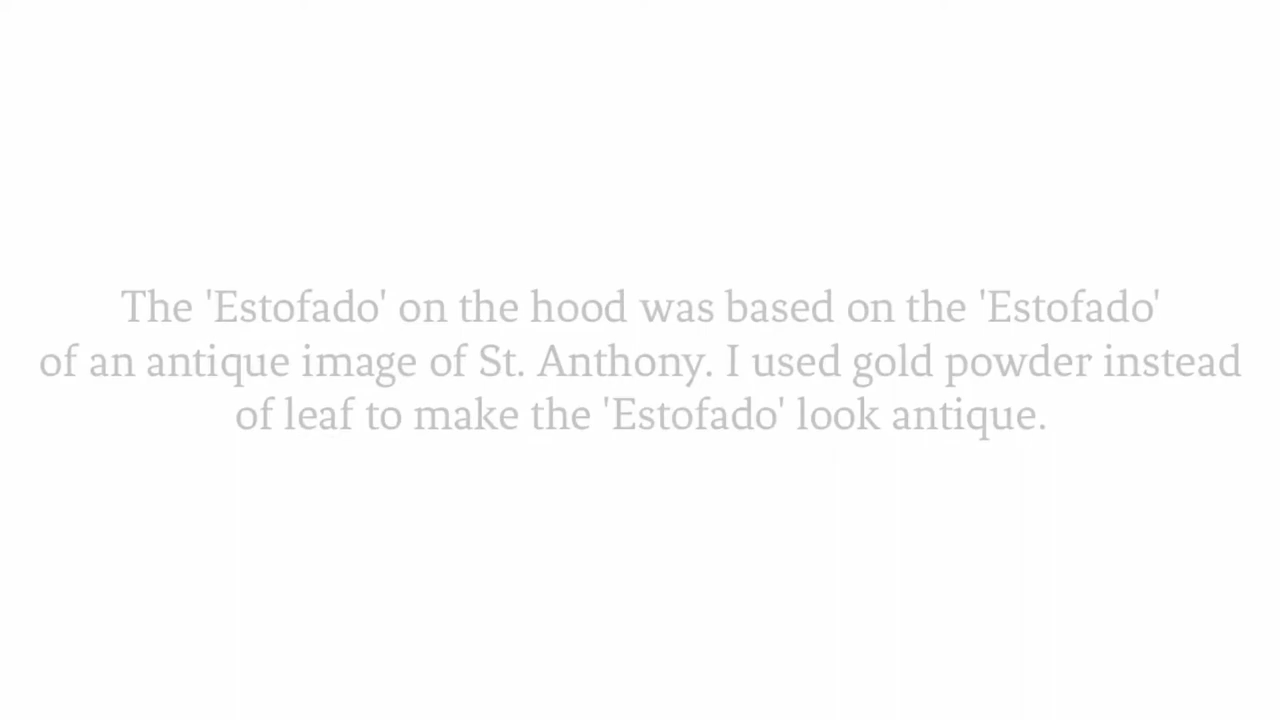 The 'Estofado' on the hood was based on the 'Estofado'
of an antique image of St. Anthony. I used gold powder instead
of leaf to make the 'Estofado' look antique.